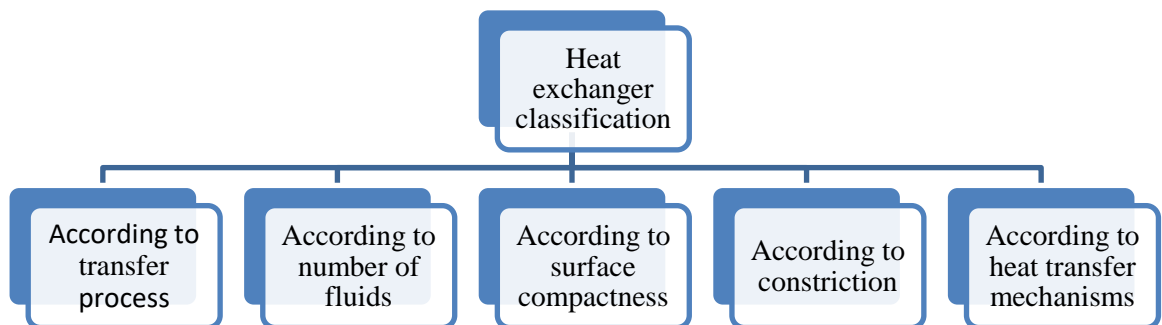 Heat
exchanger
classification
According to
transfer
process
According to
number of
fluids
According to
surface
compactness
According to
constriction
According to
heat transfer
mechanisms